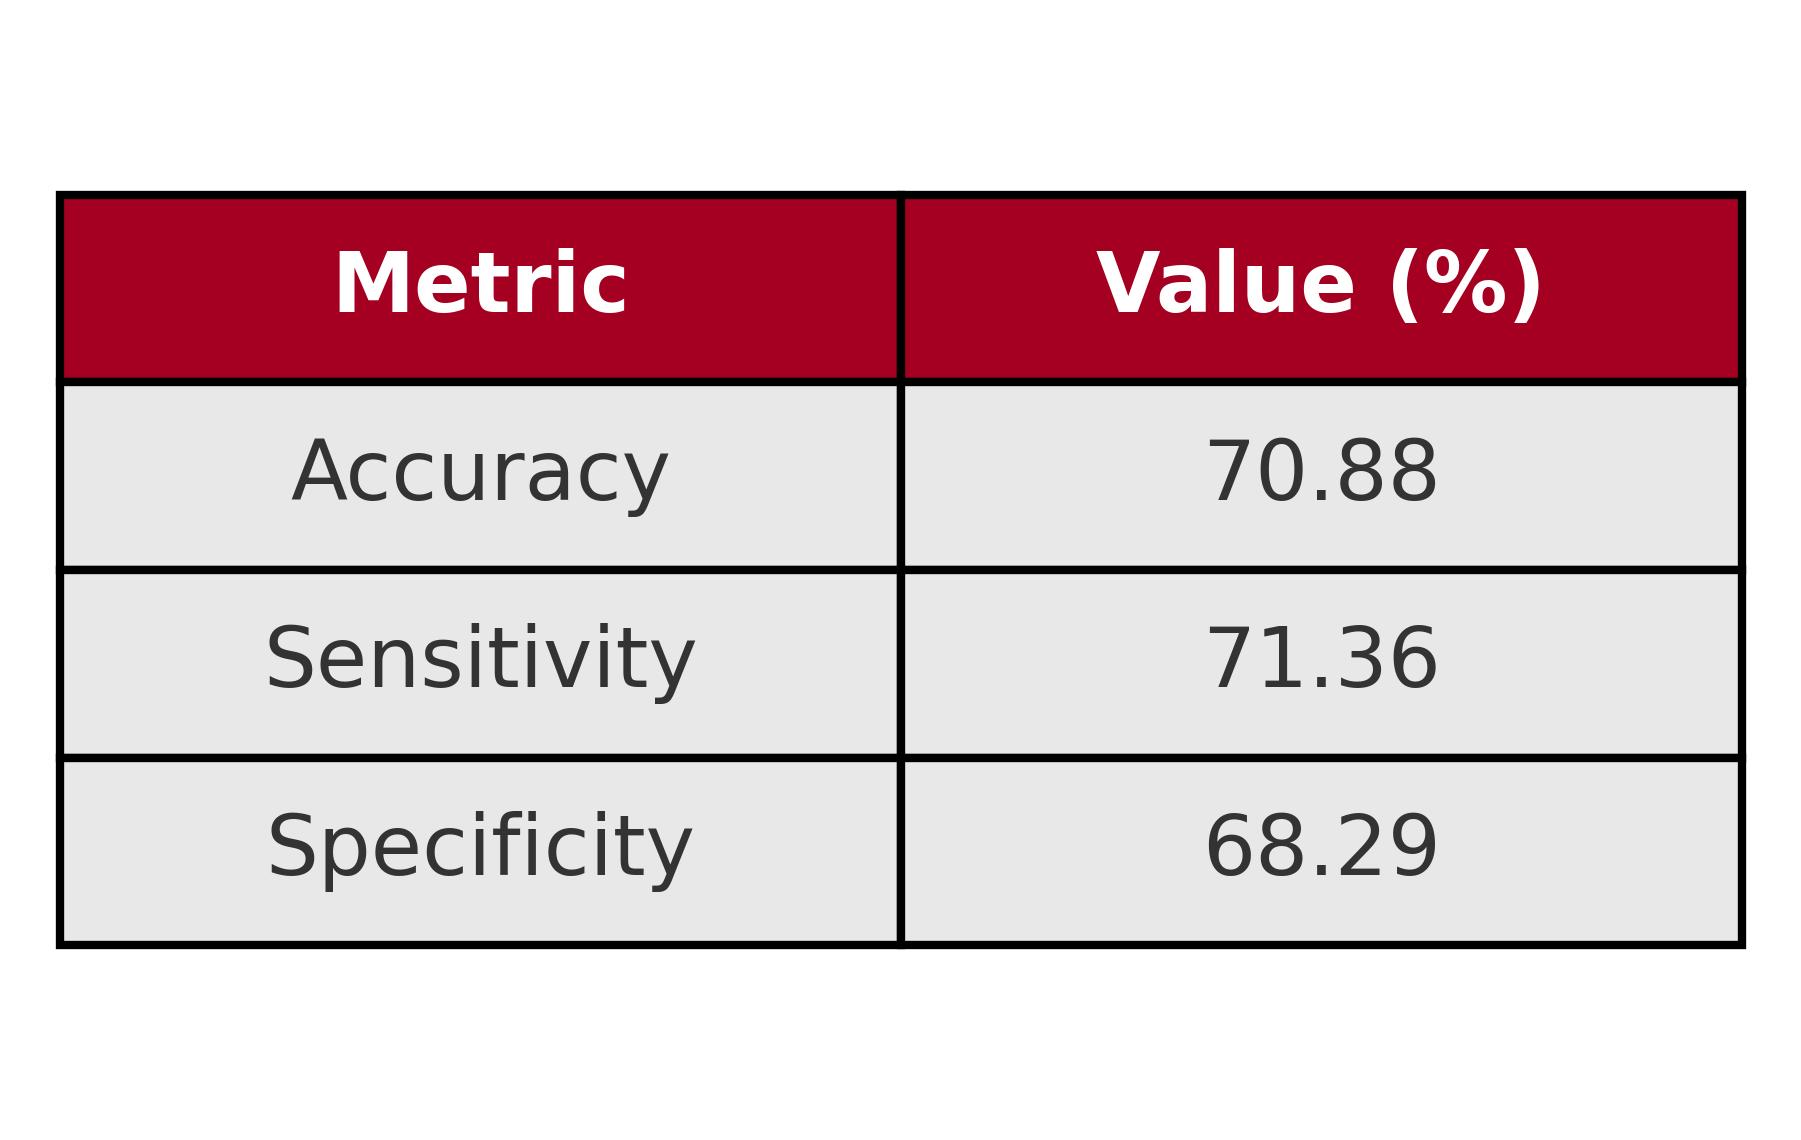 Metric Value (%)
Accuracy 70.88
Sensitivity 71.36
Specificity 68.29